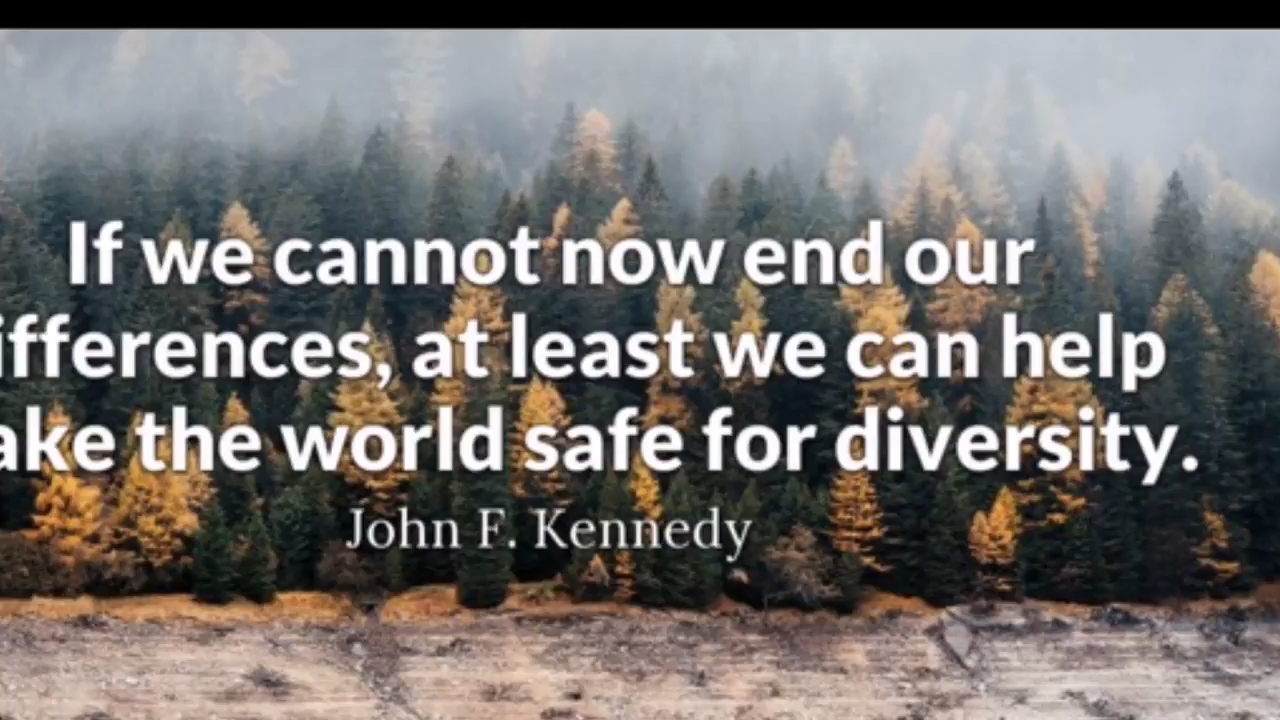 If we cannot now end our
ifferences, at least we can help
ake the world safe for diversity.
John F. Kennedy